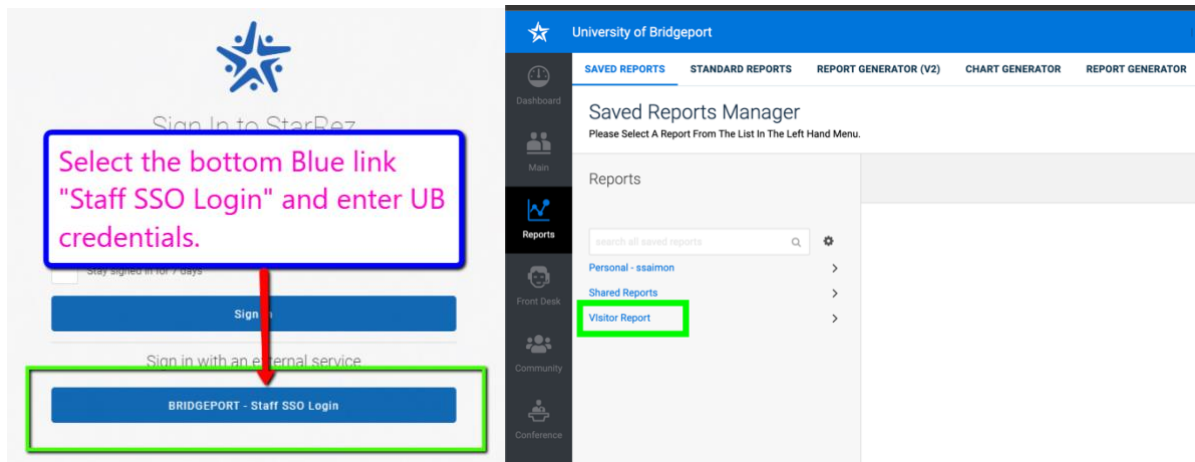 Sign In to StarRez
Select the bottom Blue link
"Staff SSO Login" and enter UB
credentials.
Stay signed in for 7 days
Sign
Sign in with an external service
BRIDGEPORT - Staff SSO Login
University of Bridgeport
SAVED REPORTS STANDARD REPORTS REPORT GENERATOR (V2) CHART GENERATOR REPORT GENERATOR
Dashboard
Main
Reports
Front Desk
Community
Conference
Saved Reports Manager
Please Select A Report From The List In The Left Hand Menu.
Reports
search all saved reports
Personal - ssaimon
Shared Reports
VIsitor Report